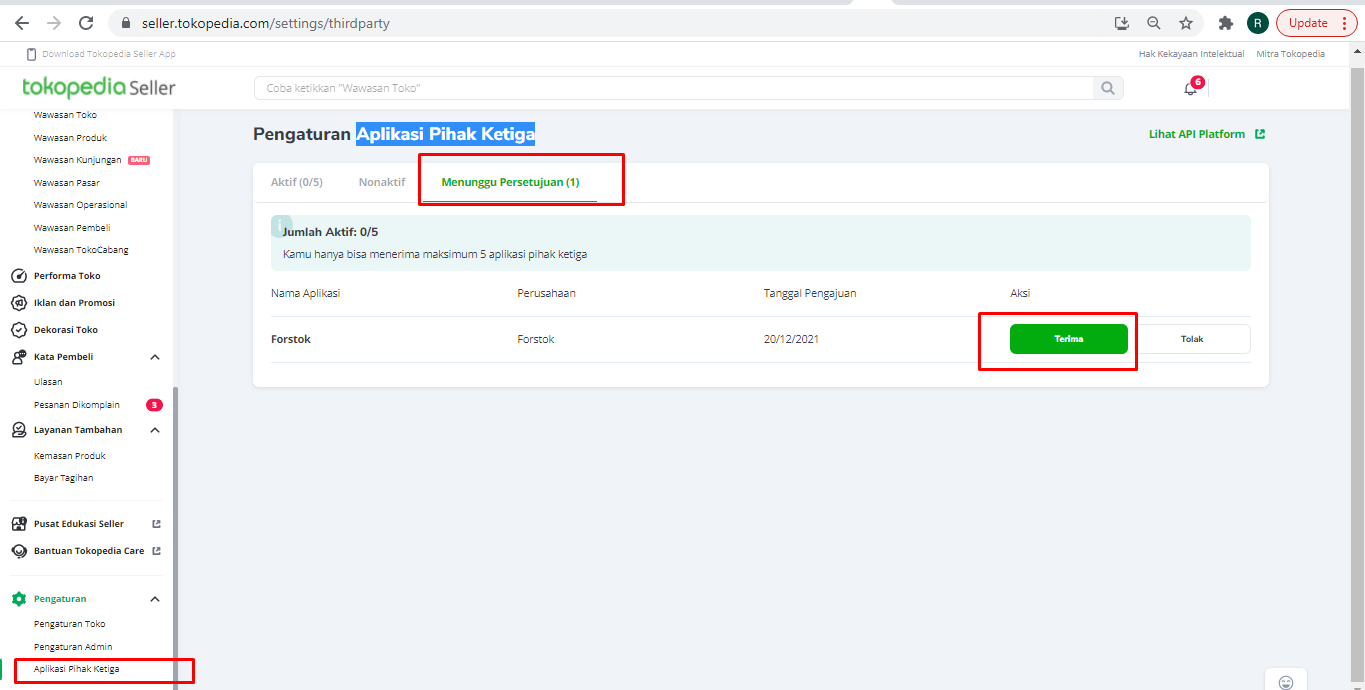 seller.tokopedia.com/settings/thirdparty
R
Update
Download Tokopedia Seller App
Hak Kekayaan Intelektual Mitra Tokopedia
tokopedia Seller
Coba ketikkan "Wawasan Toko"
6
Wawasan Toko
Wawasan Produk
Wawasan Kunjungan BARU
Wawasan Pasar
Wawasan Operasional
Wawasan Pembeli
Wawasan TokoCabang
Performa Toko
Iklan dan Promosi
Dekorasi Toko
Kata Pembeli
Ulasan
Pesanan Dikomplain 3
Layanan Tambahan
Kemasan Produk
Bayar Tagihan
Pusat Edukasi Seller
Bantuan Tokopedia Care
Pengaturan
Pengaturan Toko
Pengaturan Admin
Aplikasi Pihak Ketiga
Pengaturan Aplikasi Pihak Ketiga
Lihat API Platform
Aktif (0/5) Nonaktif Menunggu Persetujuan (1)
Jumlah Aktif: 0/5
Kamu hanya bisa menerima maksimum 5 aplikasi pihak ketiga
Nama Aplikasi Perusahaan Tanggal Pengajuan Aksi
Forstok Forstok 20/12/2021 Terima Tolak